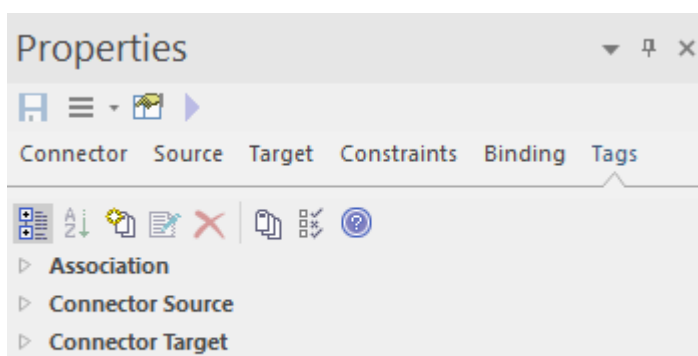 Properties
Connector Source Target Constraints Binding Tags
Association
Connector Source
Connector Target